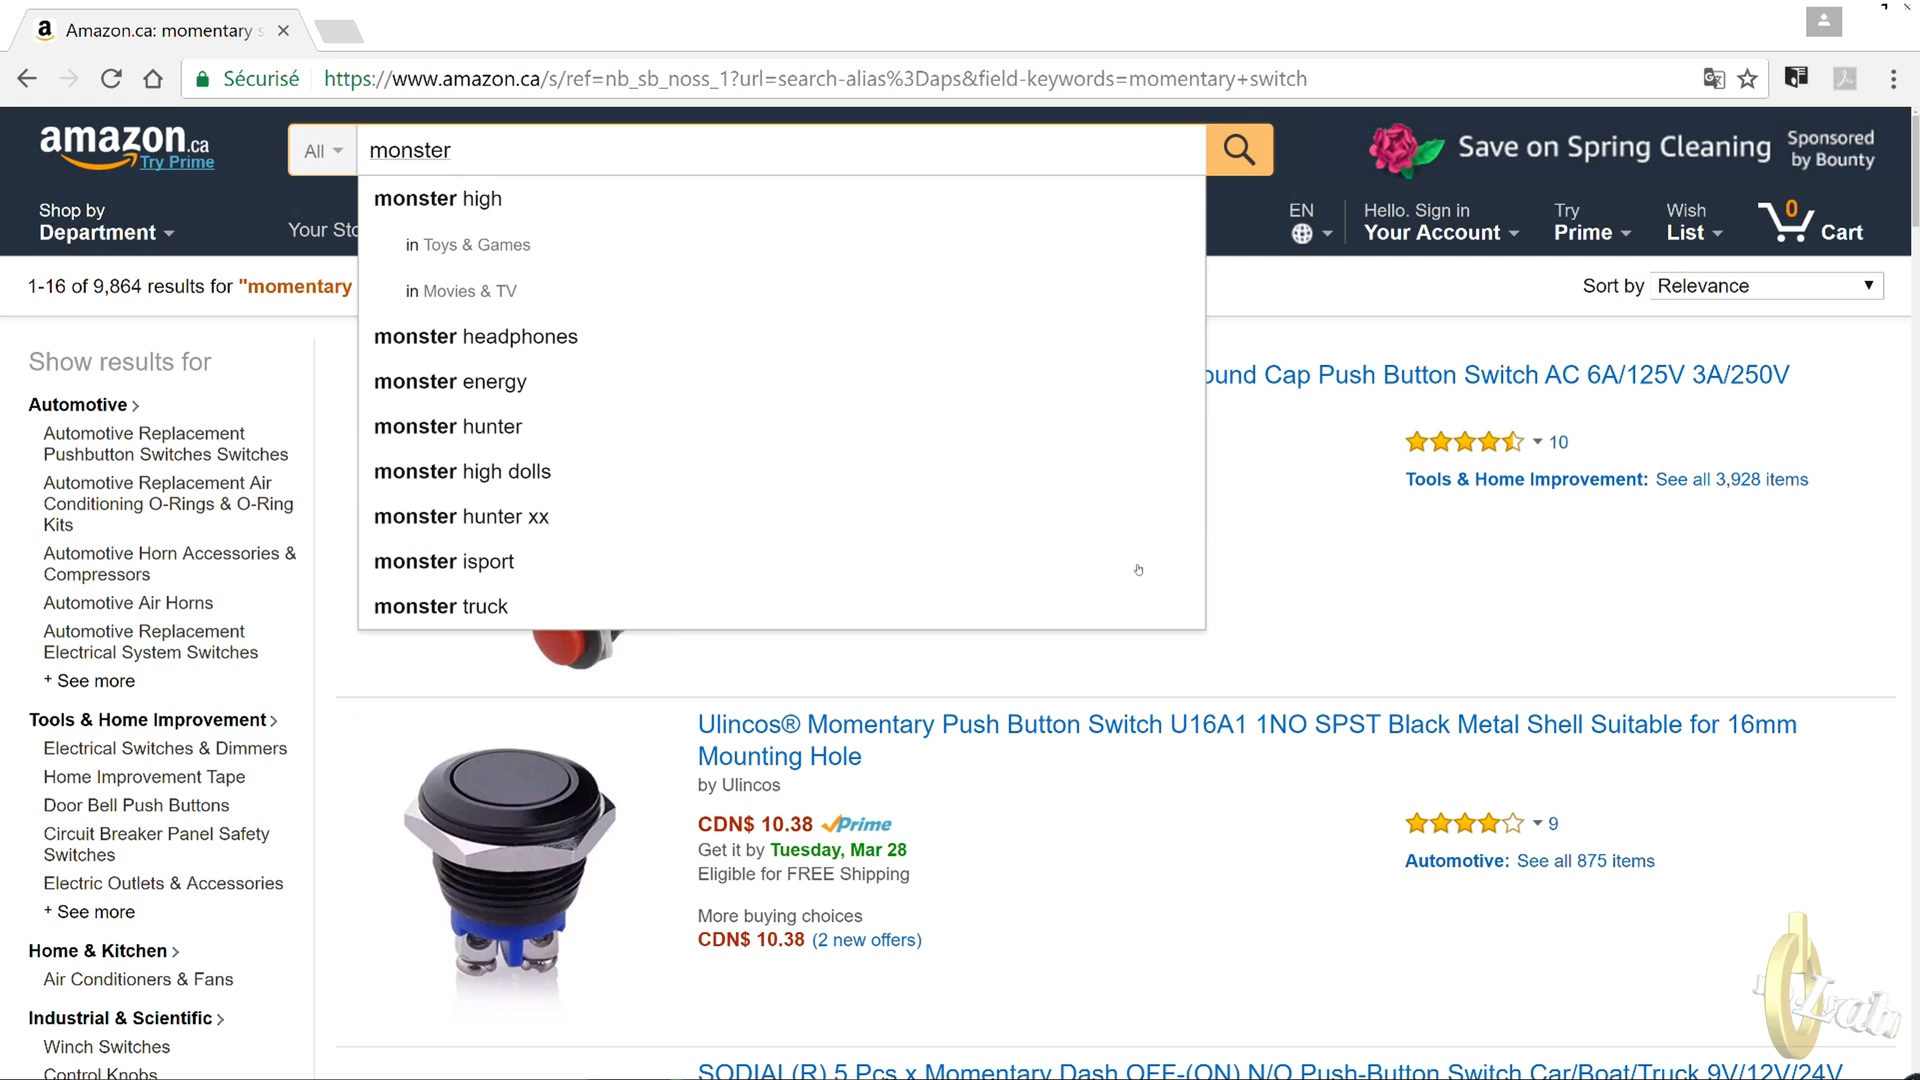 Amazon.ca: momentary s
Sécurisé
https://www.amazon.ca/s/ref=nb_sb_noss_1?url=search-alias%3Daps&field-keywords=momentary+switch
amazon.ca
Try Prime
All
monster
Save on Spring Cleaning
Sponsored
by Bounty
Shop by
Department
Your Sto
EN
Hello. Sign in
Your Account
Try
Prime
Wish
List
0
Cart
monster high
in Toys & Games
in Movies & TV
monster headphones
monster energy
monster hunter
monster high dolls
monster hunter xx
monster isport
monster truck
1-16 of 9,864 results for "momentary
Sort by
Relevance
Show results for
Automotive
Automotive Replacement
Pushbutton Switches Switches
Automotive Replacement Air
Conditioning O-Rings & O-Ring
Kits
Automotive Horn Accessories &
Compressors
Automotive Air Horns
Automotive Replacement
Electrical System Switches
+ See more
Tools & Home Improvement
Electrical Switches & Dimmers
Home Improvement Tape
Door Bell Push Buttons
Circuit Breaker Panel Safety
Switches
Electric Outlets & Accessories
+ See more
Home & Kitchen
Air Conditioners & Fans
Industrial & Scientific
Winch Switches
Control Knobs
ound Cap Push Button Switch AC 6A/125V 3A/250V
10
Tools & Home Improvement: See all 3,928 items
Ulincos® Momentary Push Button Switch U16A1 1NO SPST Black Metal Shell Suitable for 16mm
Mounting Hole
by Ulincos
CDN$ 10.38 Prime
Get it by Tuesday, Mar 28
Eligible for FREE Shipping
More buying choices
CDN$ 10.38 (2 new offers)
9
Automotive: See all 875 items
SODIAL(R) 5 Pcs x Momentary Dash OFF-(ON) N/O Push-Button Switch Car/Boat/Truck 9V/12V/24V